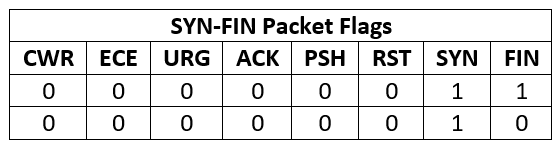 SYN-FIN Packet Flags
CWR ECE URG ACK PSH RST SYN FIN
0 0 0 0 0 0 1 1
0 0 0 0 0 0 1 0